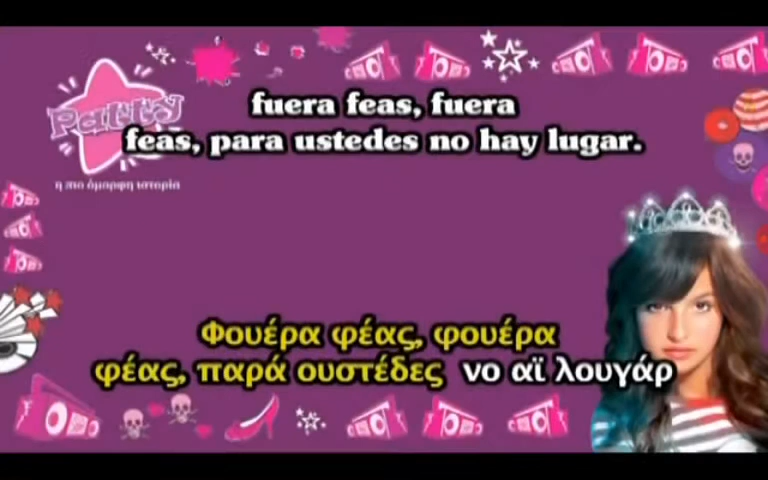 Patty
η πιο όμορφη ιστορία
fuera feas, fuera
feas, para ustedes no hay lugar.
Φουέρα φέας, φουέρα
φέας, παρά ουστέδες νο αϊ λουγάρ